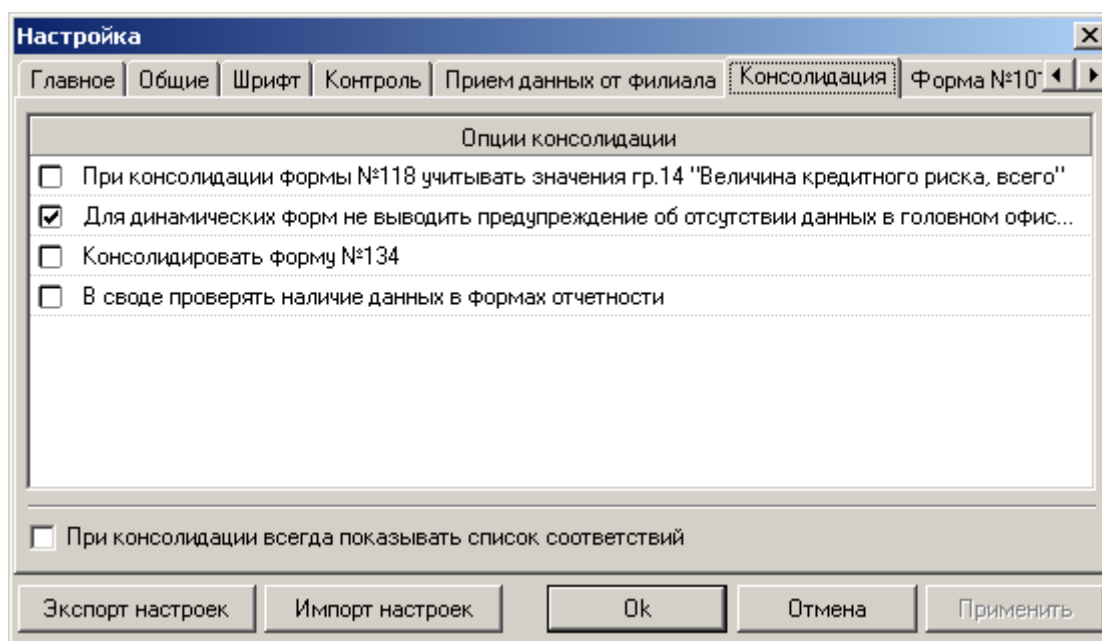 Настройка
Главное Общие Шрифт Контроль Прием данных от филиала Консолидация Форма №10
Опции консолидации
При консолидации формы №118 учитывать значения гр.14 "Величина кредитного риска, всего"
Для динамических форм не выводить предупреждение об отсутствии данных в головном офис...
Консолидировать форму №134
В своде проверять наличие данных в формах отчетности
При консолидации всегда показывать список соответствий
Экспорт настроек Импорт настроек Ok Отмена Применить